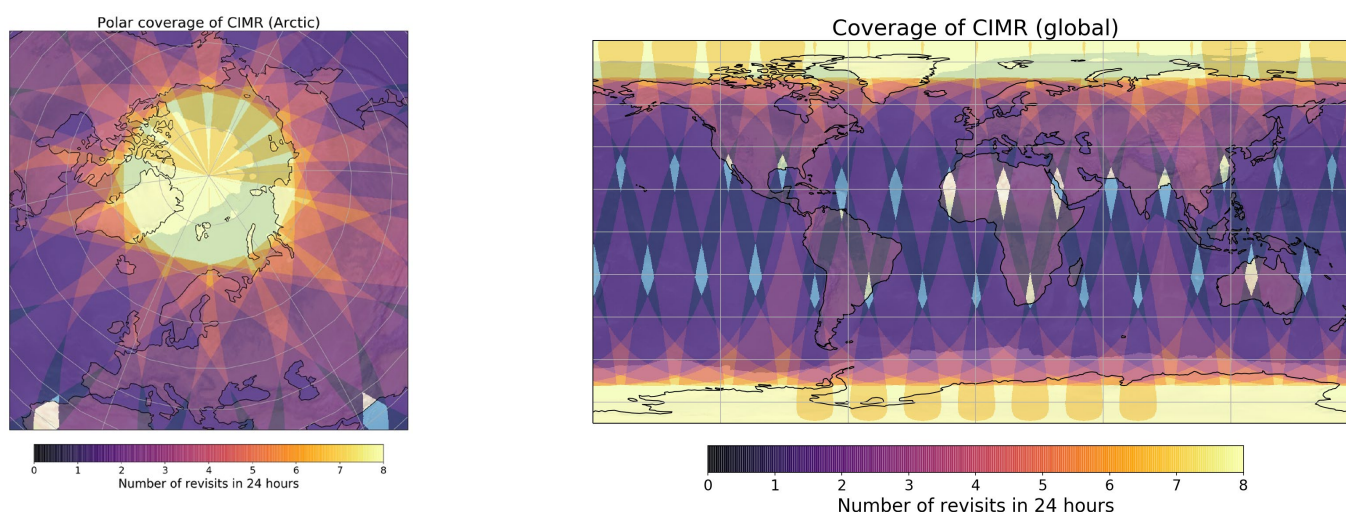 Polar coverage of CIMR (Arctic)
0 1 2 3 4 5 6 7 8
Number of revisits in 24 hours
Coverage of CIMR (global)
0 1 2 3 4 5 6 7 8
Number of revisits in 24 hours